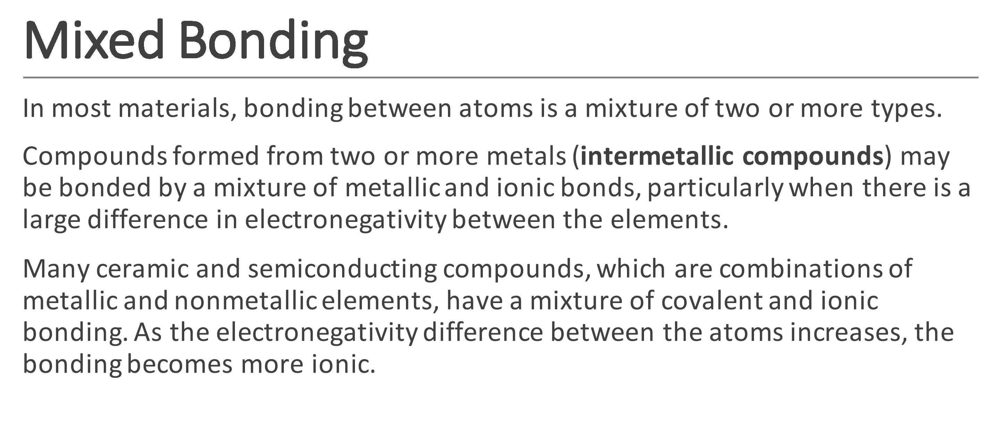 Mixed Bonding
In most materials, bonding between atoms is a mixture of two or more types.
Compounds formed from two or more metals (intermetallic compounds) may
be bonded by a mixture of metallic and ionic bonds, particularly when there is a
large difference in electronegativity between the elements.
Many ceramic and semiconducting compounds, which are combinations of
metallic and nonmetallic elements, have a mixture of covalent and ionic
bonding. As the electronegativity difference between the atoms increases, the
bonding becomes more ionic.